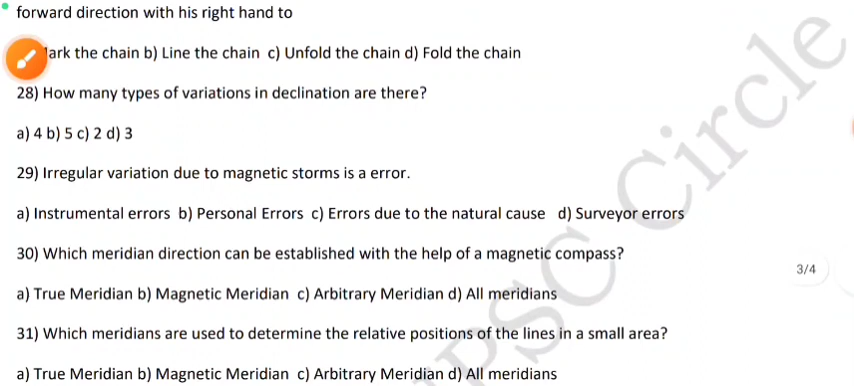 forward direction with his right hand to
ark the chain b) Line the chain c) Unfold the chain d) Fold the chain
28) How many types of variations in declination are there?
a) 4 b) 5 c) 2 d) 3
29) Irregular variation due to magnetic storms is a error.
a) Instrumental errors b) Personal Errors c) Errors due to the natural cause d) Surveyor errors
30) Which meridian direction can be established with the help of a magnetic compass?
3/4
a) True Meridian b) Magnetic Meridian c) Arbitrary Meridian d) All meridians
31) Which meridians are used to determine the relative positions of the lines in a small area?
a) True Meridian b) Magnetic Meridian c) Arbitrary Meridian d) All meridians
PSC Circle